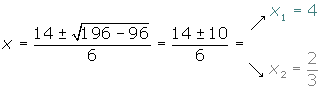 x₁ = 4
x = (14 ± √(196 − 96))/6 = (14 ± 10)/6 =
x₂ = 2/3